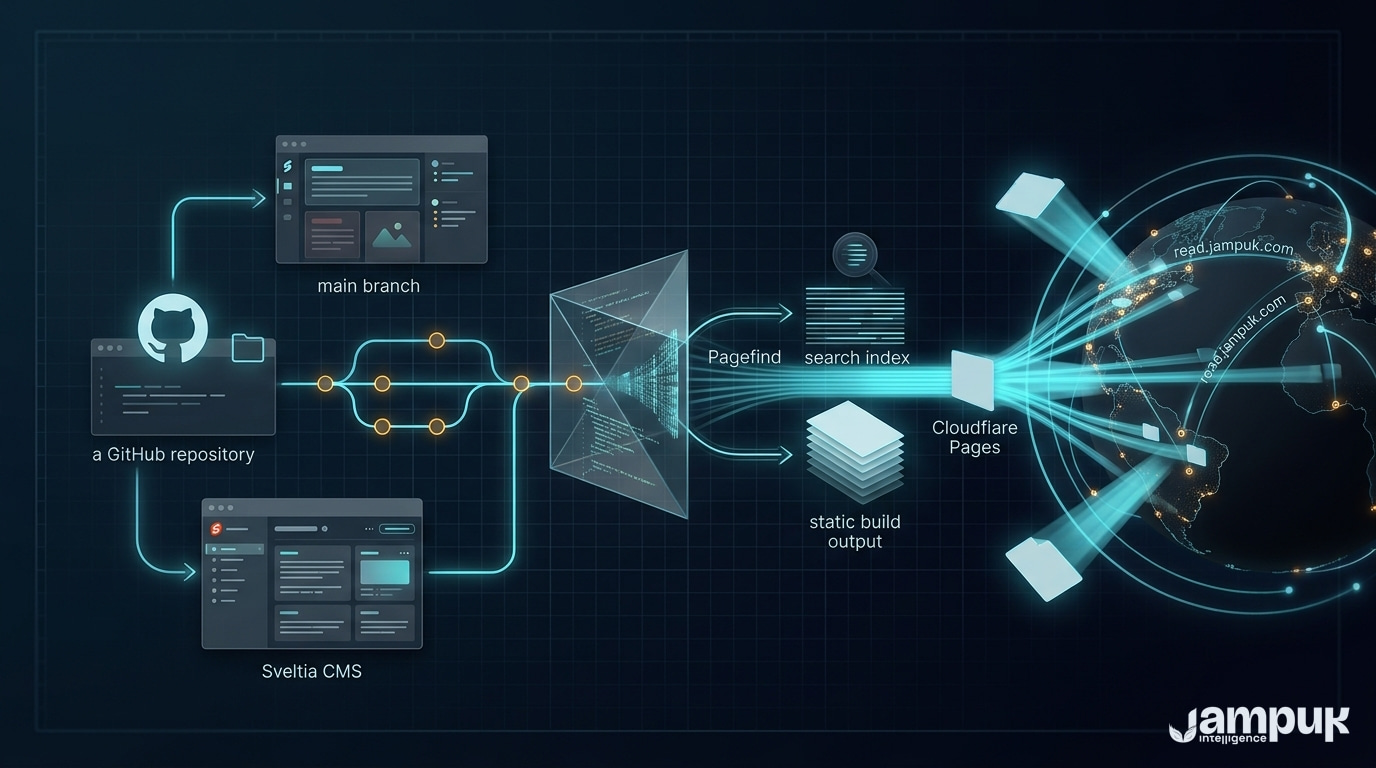 main branch
a GitHub repository
Sveltia CMS
Pagefind
search index
static build
output
Cloudflare
Pages
read.jampuk.com
read.jampuk.com
Jampuk
intelligence